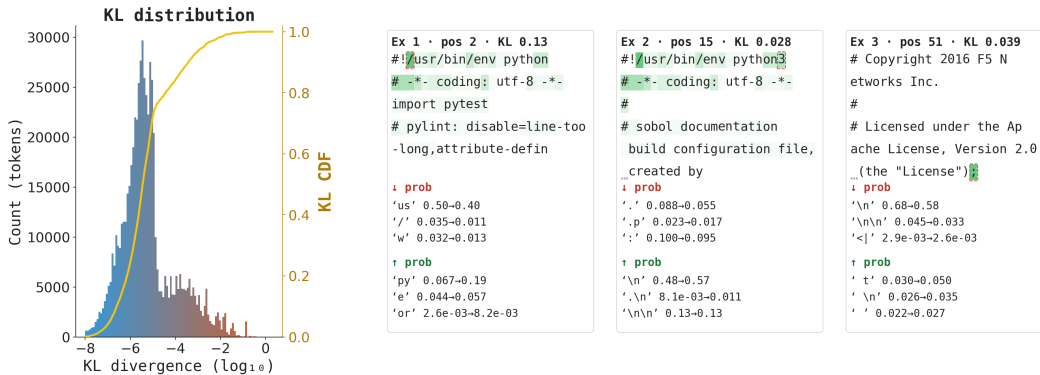 KL distribution
Count (tokens)
30000
25000
20000
15000
10000
5000
0
−8
−6
−4
−2
0
KL divergence (log₁₀)
1.0
0.8
0.6
0.4
0.2
0.0
KL CDF
Ex 1 · pos 2 · KL 0.13
#!/usr/bin/env python
# -*- coding: utf-8 -*-
import pytest
# pylint: disable=line-too
-long,attribute-defin
↓ prob
‘us’ 0.50→0.40
‘/’ 0.035→0.011
‘w’ 0.032→0.013
↑ prob
‘py’ 0.067→0.19
‘e’ 0.044→0.057
‘or’ 2.6e-03→8.2e-03
Ex 2 · pos 15 · KL 0.028
#!/usr/bin/env python3
# -*- coding: utf-8 -*-
#
# sobol documentation
build configuration file,
…created by
↓ prob
‘.’ 0.088→0.055
‘.p’ 0.023→0.017
‘:’ 0.100→0.095
↑ prob
‘\n’ 0.48→0.57
‘.\n’ 8.1e-03→0.011
‘\n\n’ 0.13→0.13
Ex 3 · pos 51 · KL 0.039
# Copyright 2016 F5 N
etworks Inc.
#
# Licensed under the Ap
ache License, Version 2.0
…(the "License");
↓ prob
‘\n’ 0.68→0.58
‘\n\n’ 0.045→0.033
‘<|’ 2.9e-03→2.6e-03
↑ prob
‘ t’ 0.030→0.050
‘ \n’ 0.026→0.035
‘ ’ 0.022→0.027